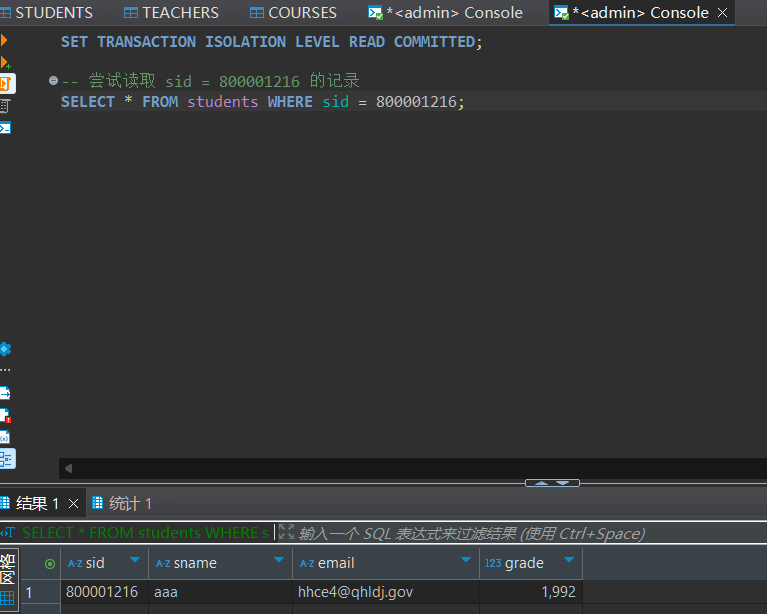 STUDENTS TEACHERS COURSES *<admin> Console *<admin> Console
SET TRANSACTION ISOLATION LEVEL READ COMMITTED;
-- 尝试读取 sid = 800001216 的记录
SELECT * FROM students WHERE sid = 800001216;
结果 1 统计 1
SELECT * FROM students WHERE s 输入一个 SQL 表达式来过滤结果 (使用 Ctrl+Space)
网格
A-Z sid A-Z sname A-Z email 123 grade
1 800001216 aaa hhce4@qhldj.gov 1,992